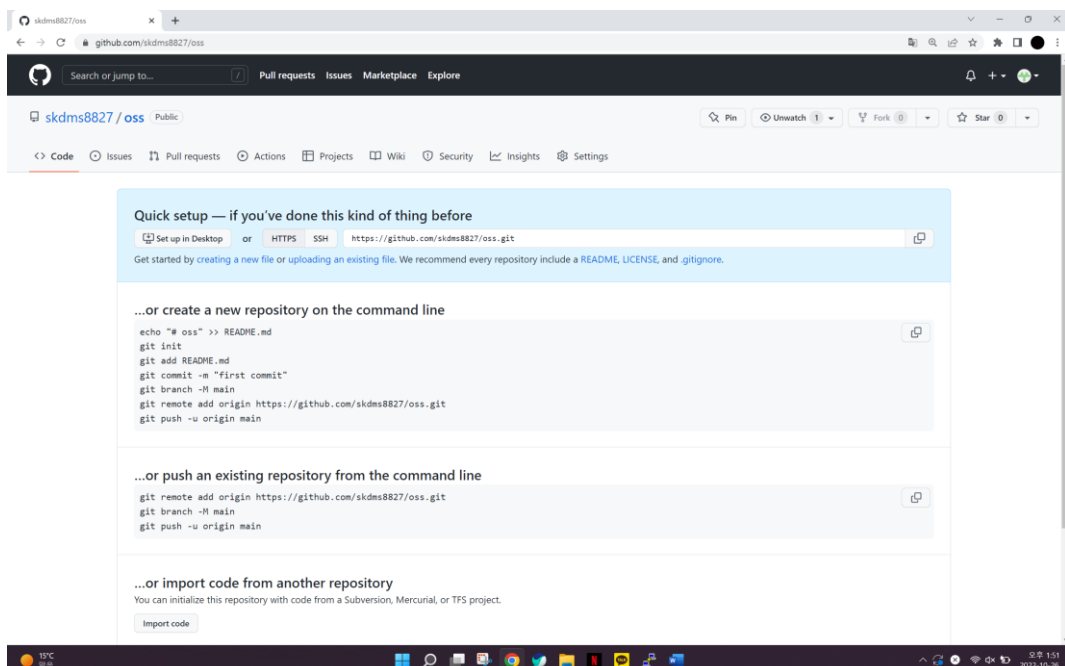 skdms8827/oss
github.com/skdms8827/oss
Search or jump to... / Pull requests Issues Marketplace Explore
skdms8827 / oss Public Pin Unwatch 1 Fork 0 Star 0
<> Code Issues Pull requests Actions Projects Wiki Security Insights Settings
Quick setup — if you've done this kind of thing before
Set up in Desktop or HTTPS SSH https://github.com/skdms8827/oss.git
Get started by creating a new file or uploading an existing file. We recommend every repository include a README, LICENSE, and .gitignore.
...or create a new repository on the command line
echo "# oss" >> README.md
git init
git add README.md
git commit -m "first commit"
git branch -M main
git remote add origin https://github.com/skdms8827/oss.git
git push -u origin main
...or push an existing repository from the command line
git remote add origin https://github.com/skdms8827/oss.git
git branch -M main
git push -u origin main
...or import code from another repository
You can initialize this repository with code from a Subversion, Mercurial, or TFS project.
Import code
15°C
오후 1:51